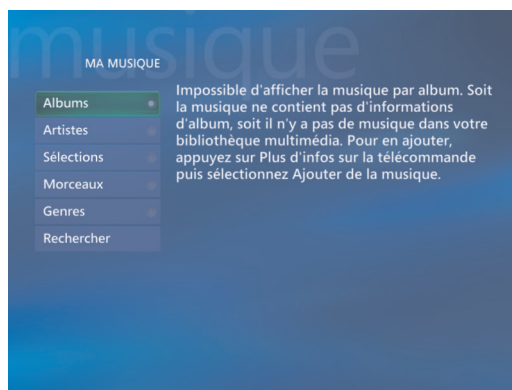 musique
MA MUSIQUE
Albums
Artistes
Sélections
Morceaux
Genres
Rechercher
Impossible d'afficher la musique par album. Soit
la musique ne contient pas d'informations
d'album, soit il n'y a pas de musique dans votre
bibliothèque multimédia. Pour en ajouter,
appuyez sur Plus d'infos sur la télécommande
puis sélectionnez Ajouter de la musique.